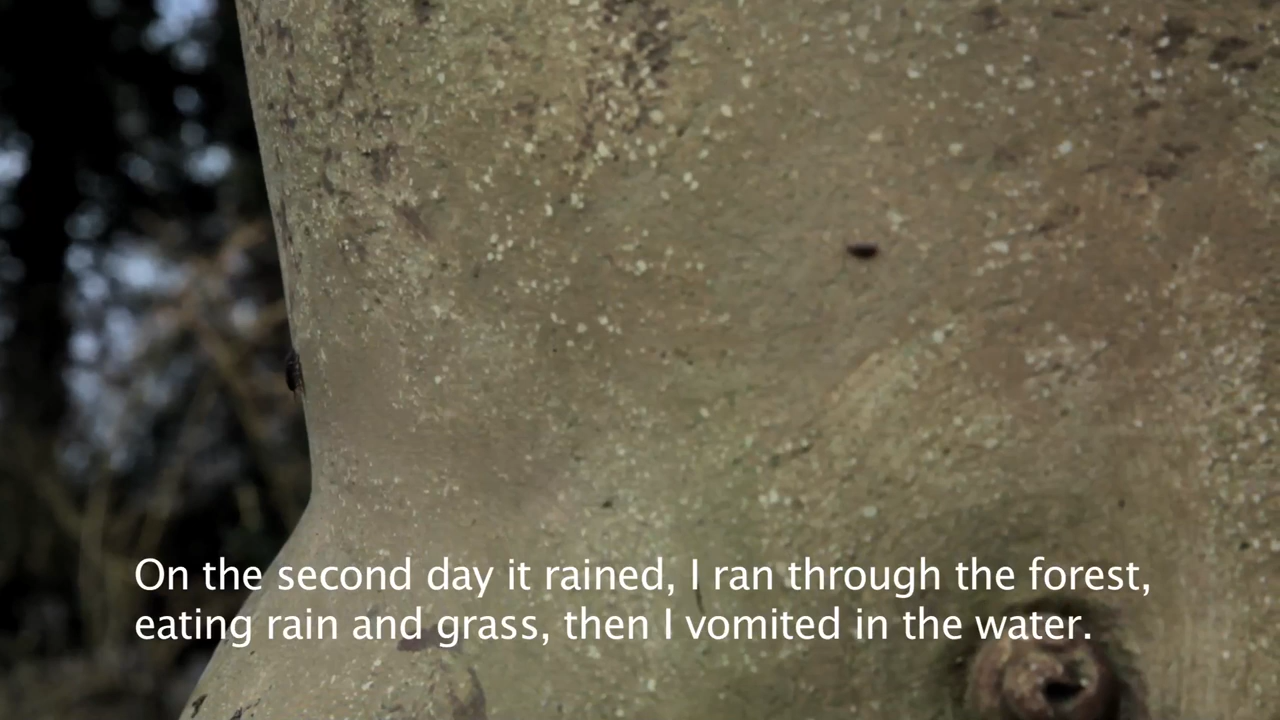 On the second day it rained, I ran through the forest,
eating rain and grass, then I vomited in the water.